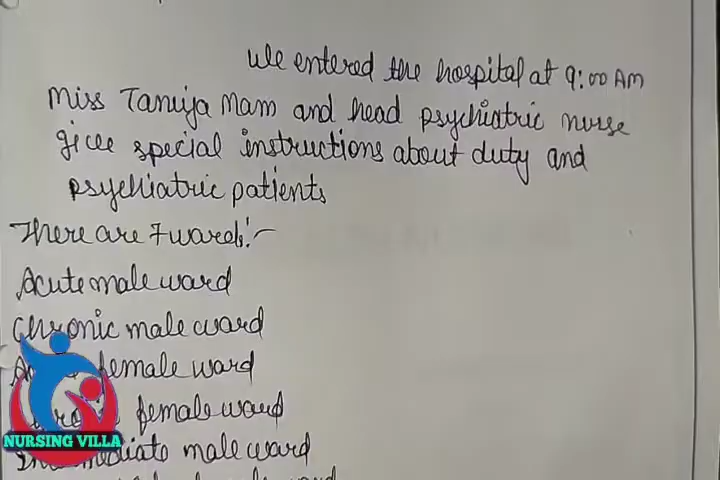 We entered the hospital at 9:00 AM
Miss Taniya Mam and head psychiatric nurse
give special instructions about duty and
psychiatric patients
There are 7 wards:-
Acute male ward
Chronic male ward
female ward
female ward
male ward
NURSING VILLA